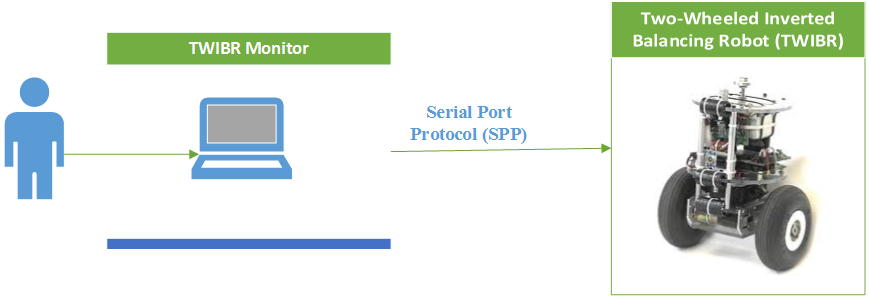 TWIBR Monitor
Serial Port
Protocol (SPP)
Two-Wheeled Inverted
Balancing Robot (TWIBR)